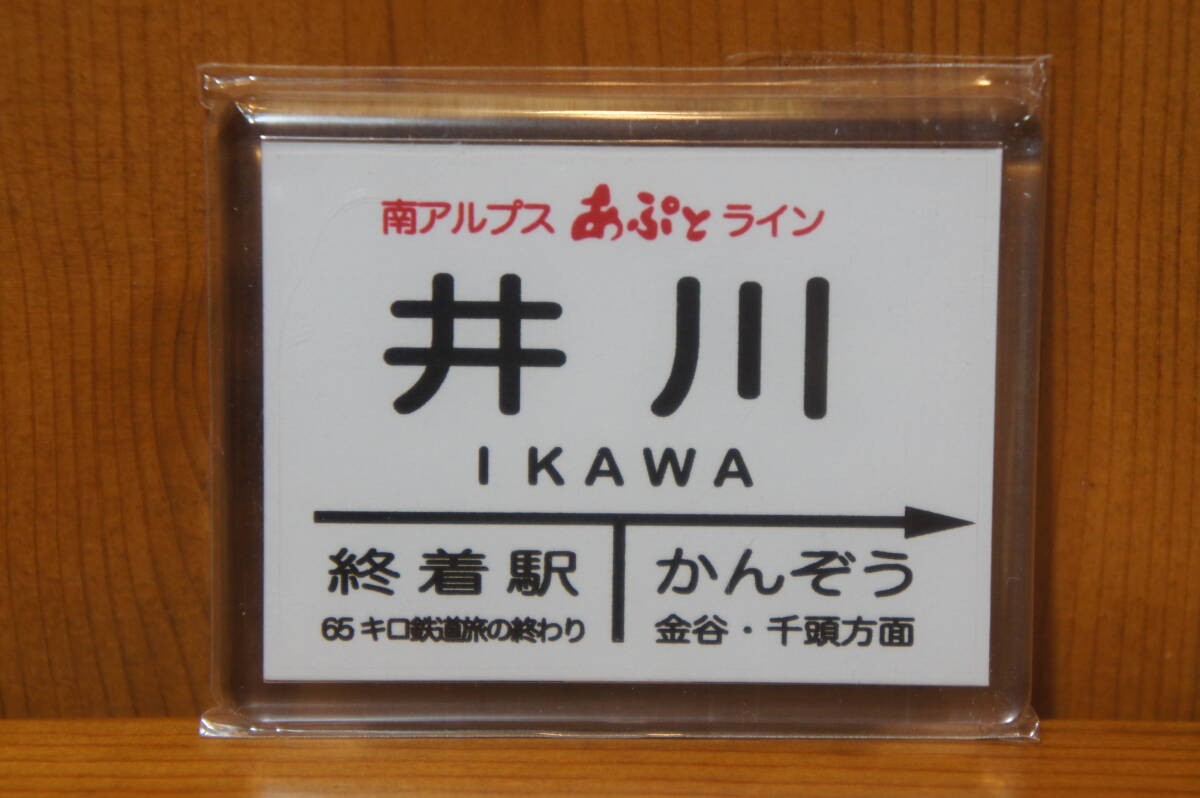 南アルプスあぷとライン
井川
IKAWA
終着駅
65キロ鉄道旅の終わり
かんぞう
金谷・千頭方面